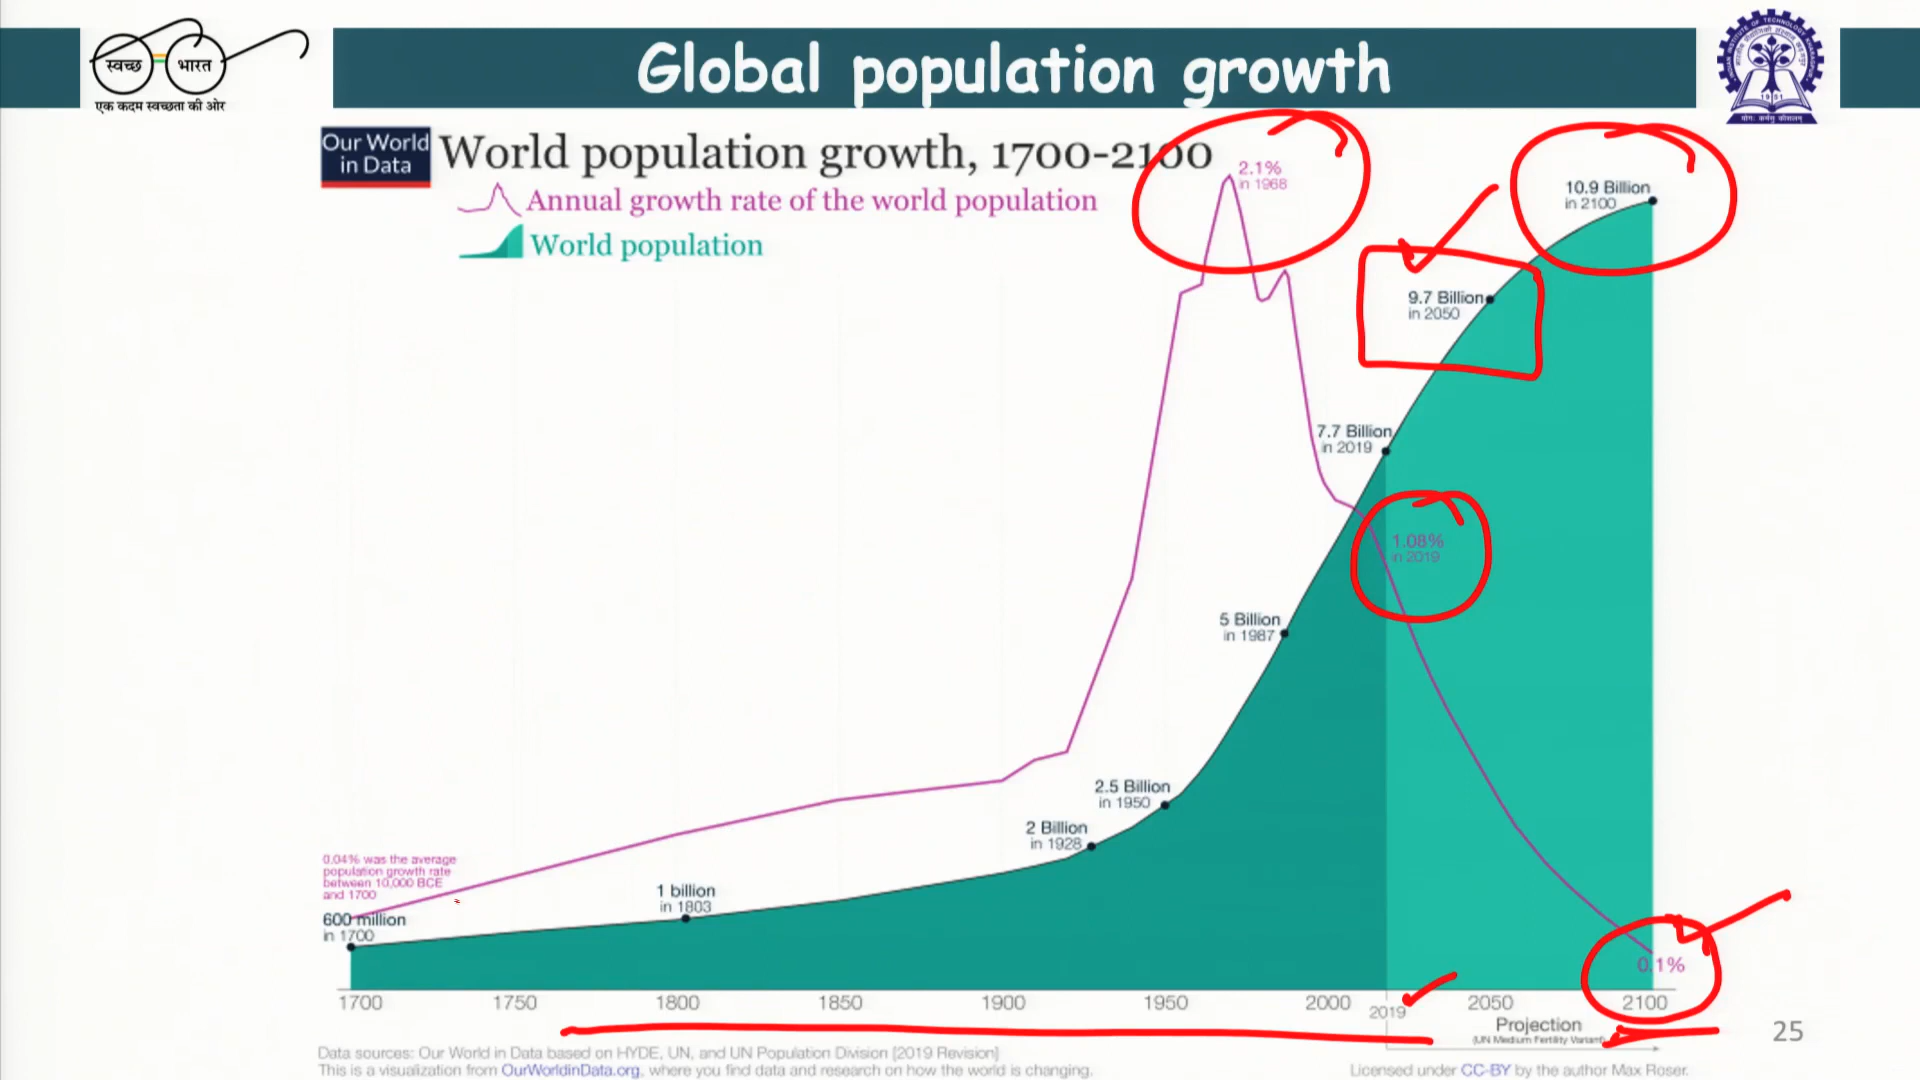 Global population growth
स्वच्छ भारत
एक कदम स्वच्छता की ओर
Our World
in Data
World population growth, 1700-2100
Annual growth rate of the world population
World population
2.1%
in 1968
10.9 Billion
in 2100
9.7 Billion
in 2050
7.7 Billion
in 2019
1.08%
in 2019
5 Billion
in 1987
2.5 Billion
in 1950
2 Billion
in 1928
1 billion
in 1803
0.04% was the average
population growth rate
between 10,000 BCE
and 1700
600 million
in 1700
0.1%
1700 1750 1800 1850 1900 1950 2000 2019 2050 2100
Projection
(UN Medium Fertility Variant)
25
Data sources: Our World in Data based on HYDE, UN, and UN Population Division [2019 Revision]
This is a visualization from OurWorldinData.org, where you find data and research on how the world is changing.
Licensed under CC-BY by the author Max Roser.